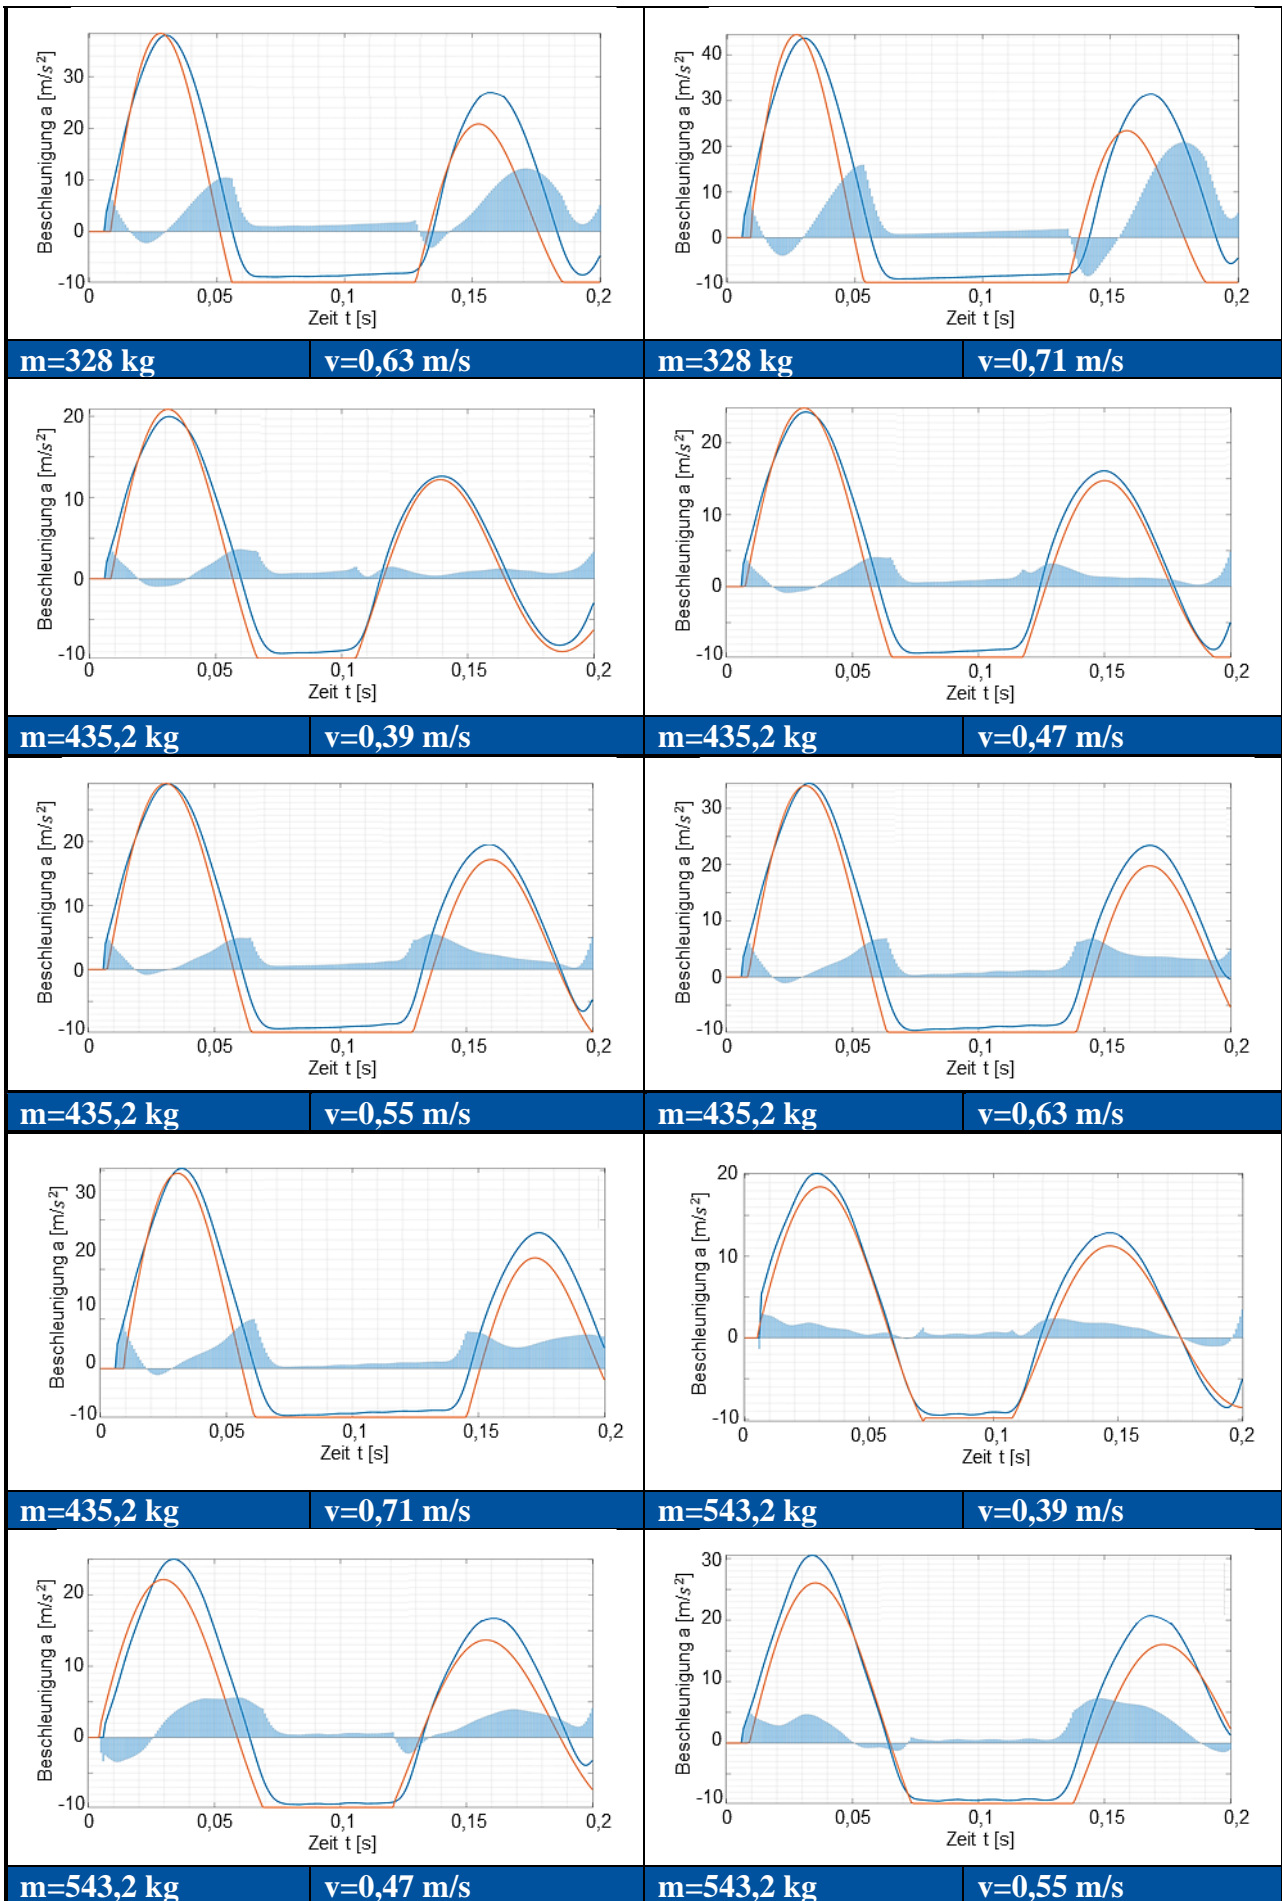 Beschleunigung a [m/s²]
30
20
10
0
-10
0 0,05 0,1 0,15 0,2
Zeit t [s]
Beschleunigung a [m/s²]
40
30
20
10
0
-10
0 0,05 0,1 0,15 0,2
Zeit t [s]
m=328 kg v=0,63 m/s m=328 kg v=0,71 m/s
Beschleunigung a [m/s²]
20
10
0
-10
0 0,05 0,1 0,15 0,2
Zeit t [s]
Beschleunigung a [m/s²]
20
10
0
-10
0 0,05 0,1 0,15 0,2
Zeit t [s]
m=435,2 kg v=0,39 m/s m=435,2 kg v=0,47 m/s
Beschleunigung a [m/s²]
20
10
0
-10
0 0,05 0,1 0,15 0,2
Zeit t [s]
Beschleunigung a [m/s²]
30
20
10
0
-10
0 0,05 0,1 0,15 0,2
Zeit t [s]
m=435,2 kg v=0,55 m/s m=435,2 kg v=0,63 m/s
Beschleunigung a [m/s²]
30
20
10
0
-10
0 0,05 0,1 0,15 0,2
Zeit t [s]
Beschleunigung a [m/s²]
20
10
0
-10
0 0,05 0,1 0,15 0,2
Zeit t [s]
m=435,2 kg v=0,71 m/s m=543,2 kg v=0,39 m/s
Beschleunigung a [m/s²]
20
10
0
-10
0 0,05 0,1 0,15 0,2
Zeit t [s]
Beschleunigung a [m/s²]
30
20
10
0
-10
0 0,05 0,1 0,15 0,2
Zeit t [s]
m=543,2 kg v=0,47 m/s m=543,2 kg v=0,55 m/s